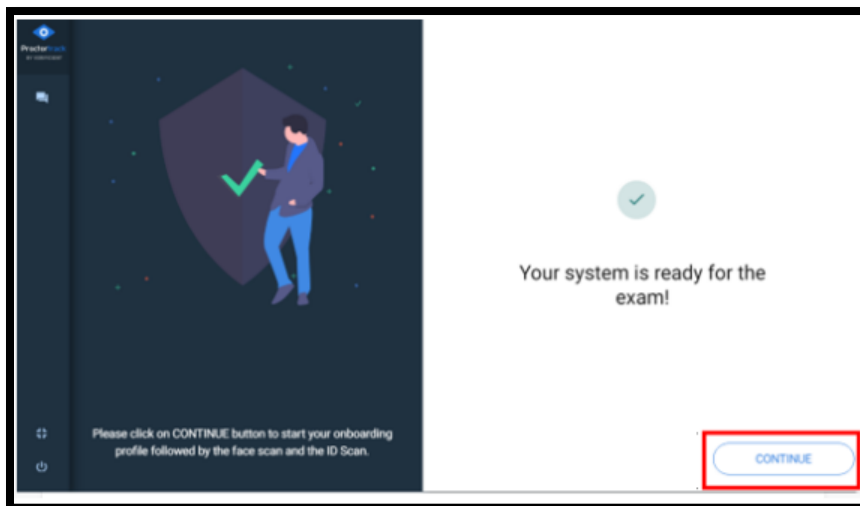 Proctortrack
Your system is ready for the
exam!
Please click on CONTINUE button to start your onboarding
profile followed by the face scan and the ID Scan.
CONTINUE